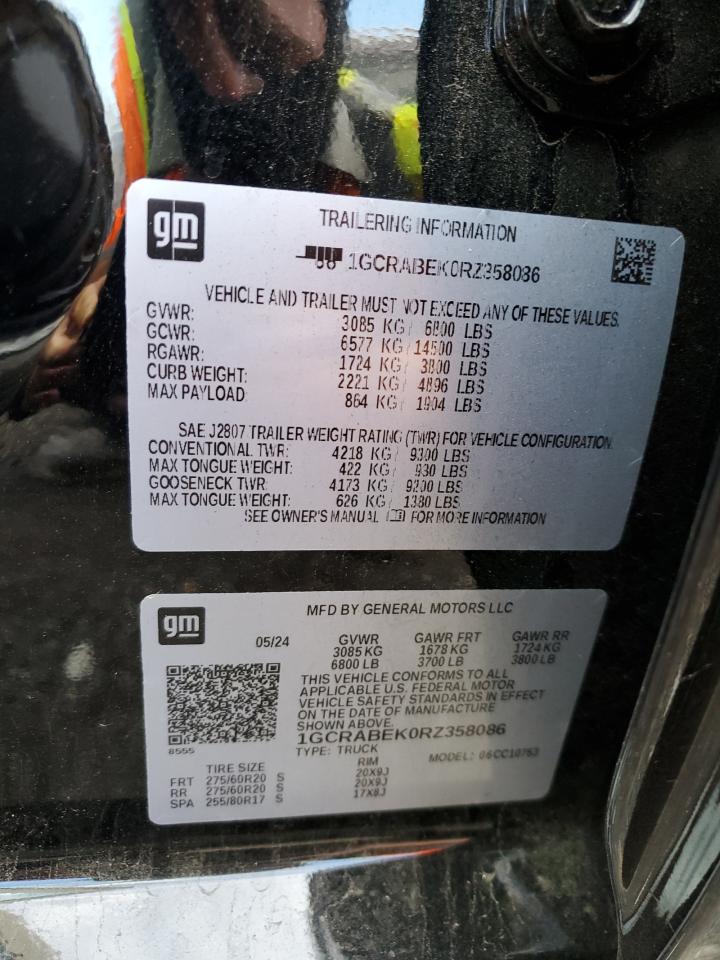 gm
TRAILERING INFORMATION
1GCRABEK0RZ358086
VEHICLE AND TRAILER MUST NOT EXCEED ANY OF THESE VALUES.
GVWR: 3085 KG/ 6800 LBS
GCWR: 6577 KG/ 14500 LBS
RGAWR: 1724 KG/ 3800 LBS
CURB WEIGHT: 2221 KG/ 4896 LBS
MAX PAYLOAD: 864 KG/ 1904 LBS
SAE J2807 TRAILER WEIGHT RATING (TWR) FOR VEHICLE CONFIGURATION
CONVENTIONAL TWR: 4218 KG/ 9300 LBS
MAX TONGUE WEIGHT: 422 KG/ 930 LBS
GOOSENECK TWR: 4173 KG/ 9200 LBS
MAX TONGUE WEIGHT: 626 KG/ 1380 LBS
SEE OWNER'S MANUAL FOR MORE INFORMATION
gm
MFD BY GENERAL MOTORS LLC
05/24 GVWR GAWR FRT GAWR RR
3085 KG 1678 KG 1724 KG
6800 LB 3700 LB 3800 LB
THIS VEHICLE CONFORMS TO ALL
APPLICABLE U.S. FEDERAL MOTOR
VEHICLE SAFETY STANDARDS IN EFFECT
ON THE DATE OF MANUFACTURE
SHOWN ABOVE.
1GCRABEK0RZ358086
8555
TYPE: TRUCK MODEL: 06CC10753
TIRE SIZE RIM
FRT 275/60R20 S 20X9J
RR 275/60R20 S 20X9J
SPA 255/80R17 S 17X8J